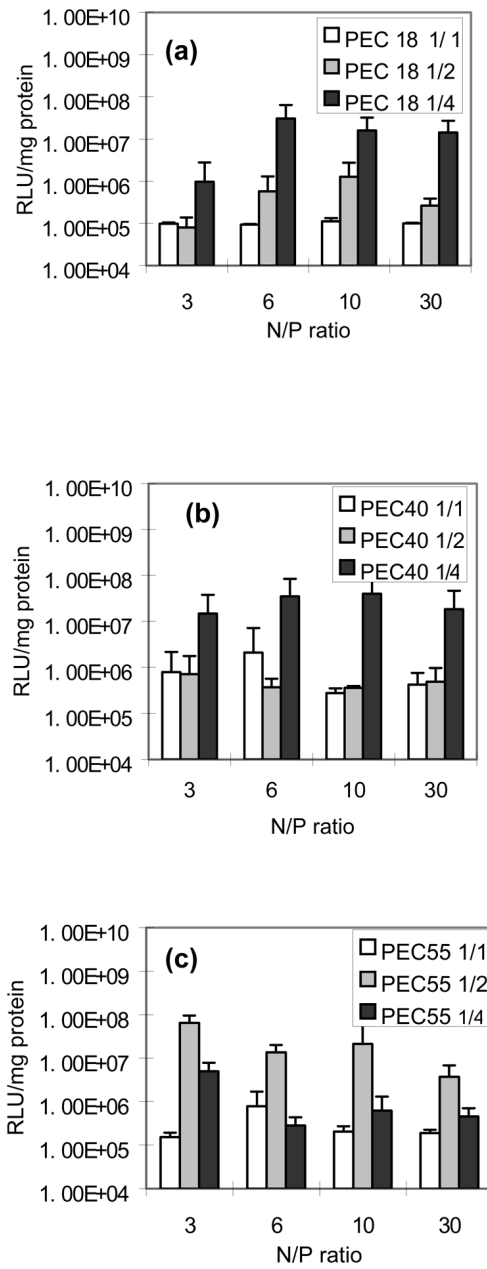 1. 00E+10
(a)
PEC 18 1/ 1
PEC 18 1/2
PEC 18 1/4
1. 00E+09
1. 00E+08
1. 00E+07
1. 00E+06
1. 00E+05
1. 00E+04
RLU/mg protein
3 6 10 30
N/P ratio
1. 00E+10
(b)
PEC40 1/1
PEC40 1/2
PEC40 1/4
1. 00E+09
1. 00E+08
1. 00E+07
1. 00E+06
1. 00E+05
1. 00E+04
RLU/mg protein
3 6 10 30
N/P ratio
1. 00E+10
(c)
PEC55 1/1
PEC55 1/2
PEC55 1/4
1. 00E+09
1. 00E+08
1. 00E+07
1. 00E+06
1. 00E+05
1. 00E+04
RLU/mg protein
3 6 10 30
N/P ratio